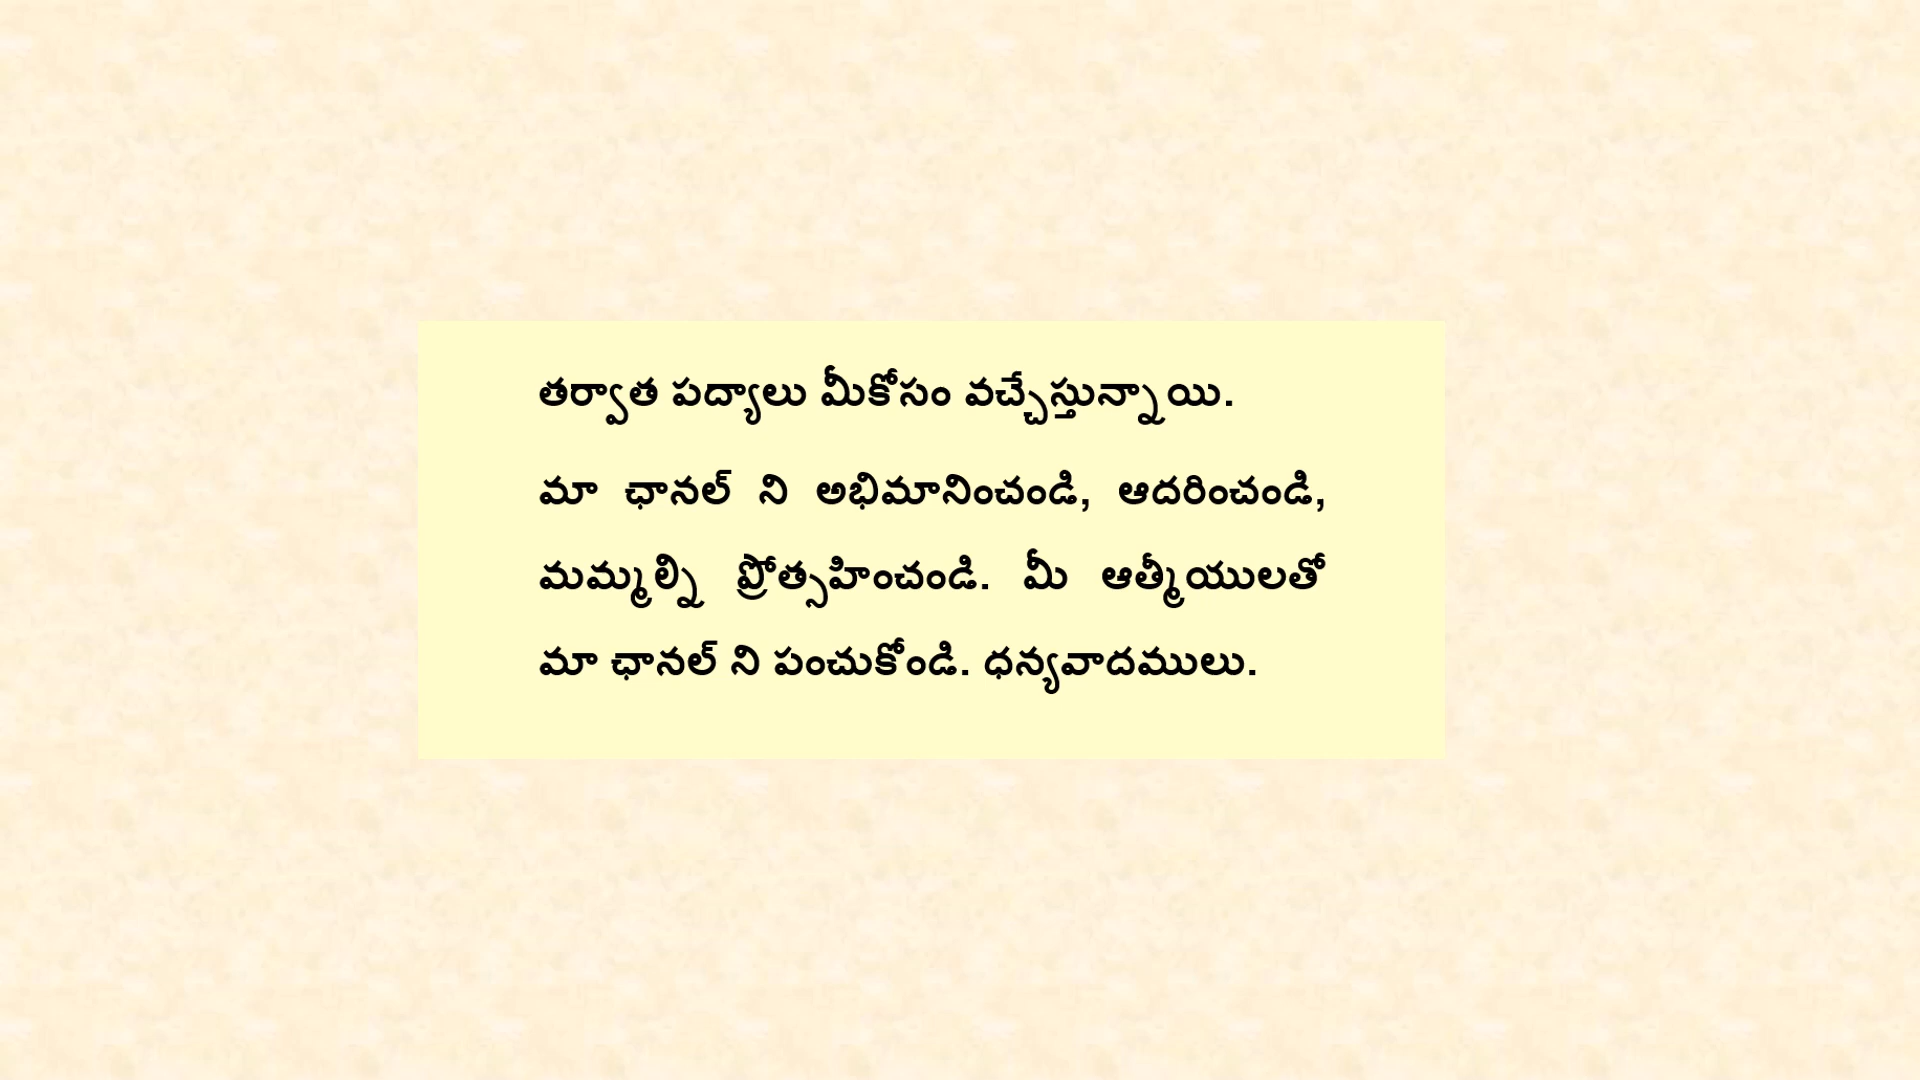 తర్వాత పద్యాలు మీకోసం వచ్చేస్తున్నాయి.
మా ఛానల్ ని అభిమానించండి, ఆదరించండి,
మమ్మల్ని ప్రోత్సహించండి. మీ ఆత్మీయులతో
మా ఛానల్ ని పంచుకోండి. ధన్యవాదములు.